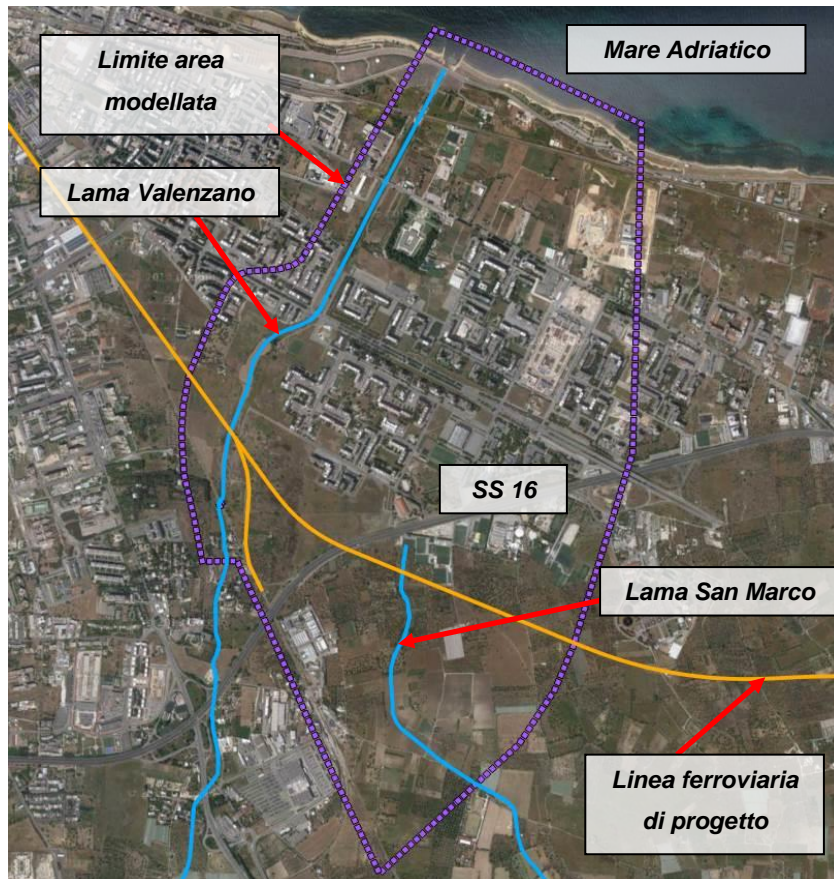 Limite area
modellata
Mare Adriatico
Lama Valenzano
SS 16
Lama San Marco
Linea ferroviaria
di progetto